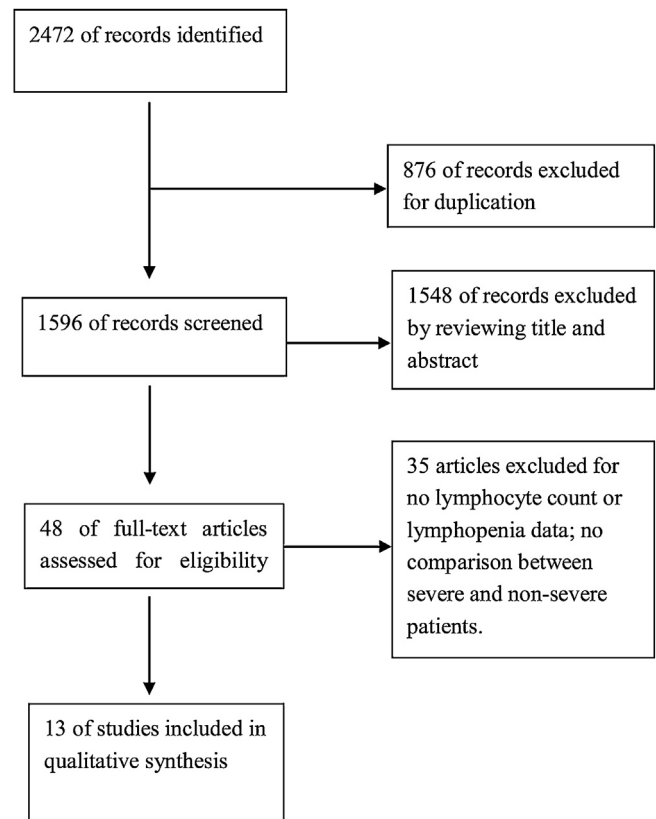 2472 of records identified
876 of records excluded
for duplication
1596 of records screened
1548 of records excluded
by reviewing title and
abstract
48 of full-text articles
assessed for eligibility
35 articles excluded for
no lymphocyte count or
lymphopenia data; no
comparison between
severe and non-severe
patients.
13 of studies included in
qualitative synthesis